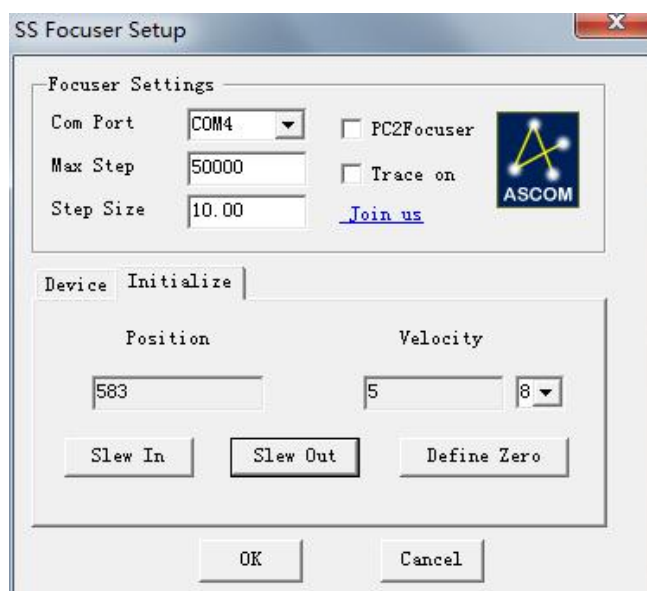 SS Focuser Setup
x
Focuser Settings
Com Port COM4 PC2Focuser
Max Step 50000 Trace on
Step Size 10.00 Join us
ASCOM
Device Initialize
Position Velocity
583 5 8
Slew In Slew Out Define Zero
OK Cancel